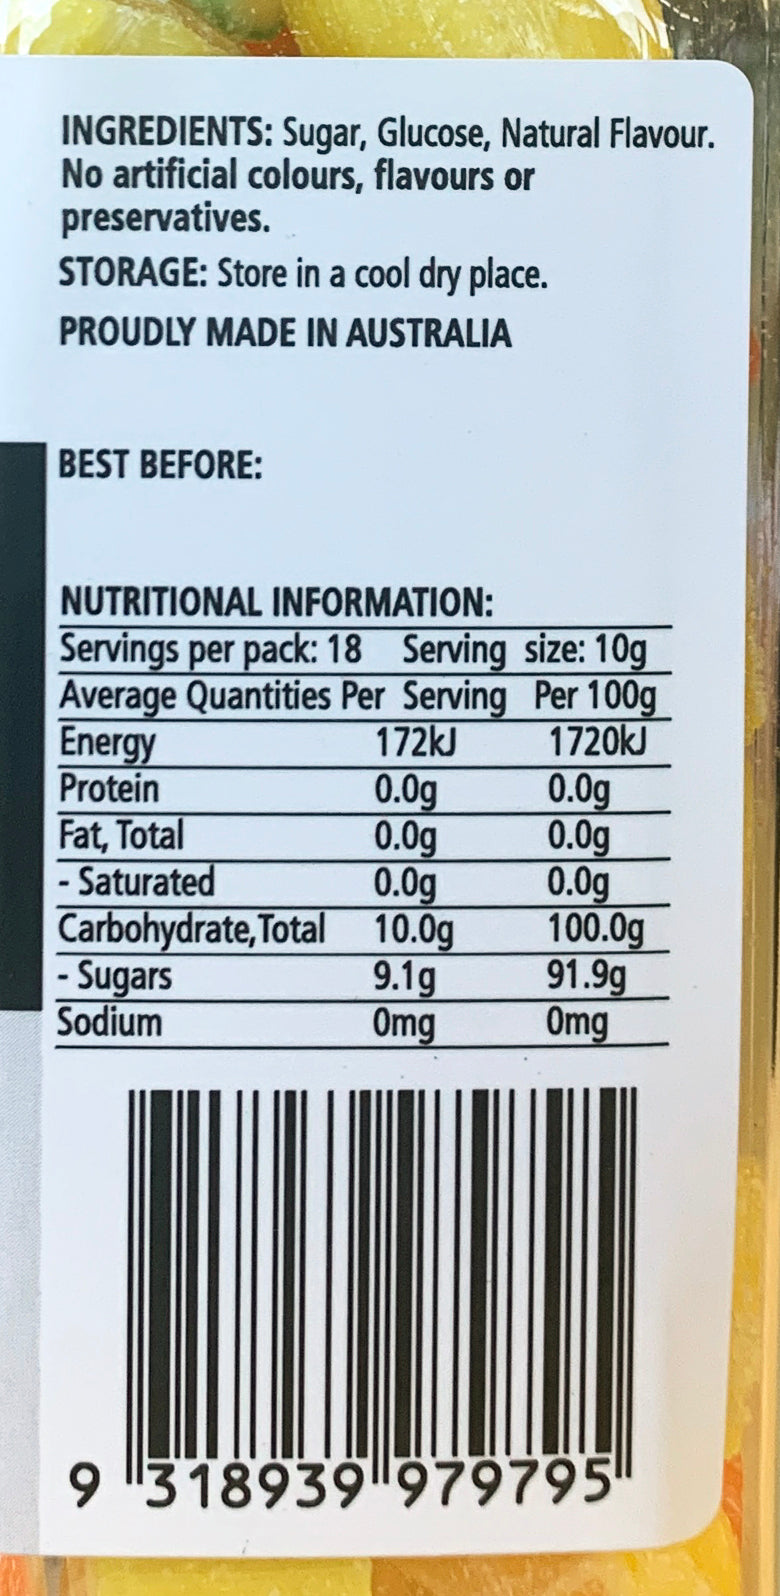 INGREDIENTS: Sugar, Glucose, Natural Flavour.
No artificial colours, flavours or
preservatives.
STORAGE: Store in a cool dry place.
PROUDLY MADE IN AUSTRALIA
BEST BEFORE:
NUTRITIONAL INFORMATION:
Servings per pack: 18 Serving size: 10g
Average Quantities Per Serving Per 100g
Energy 172kJ 1720kJ
Protein 0.0g 0.0g
Fat, Total 0.0g 0.0g
- Saturated 0.0g 0.0g
Carbohydrate, Total 10.0g 100.0g
- Sugars 9.1g 91.9g
Sodium 0mg 0mg
9 318939 979795